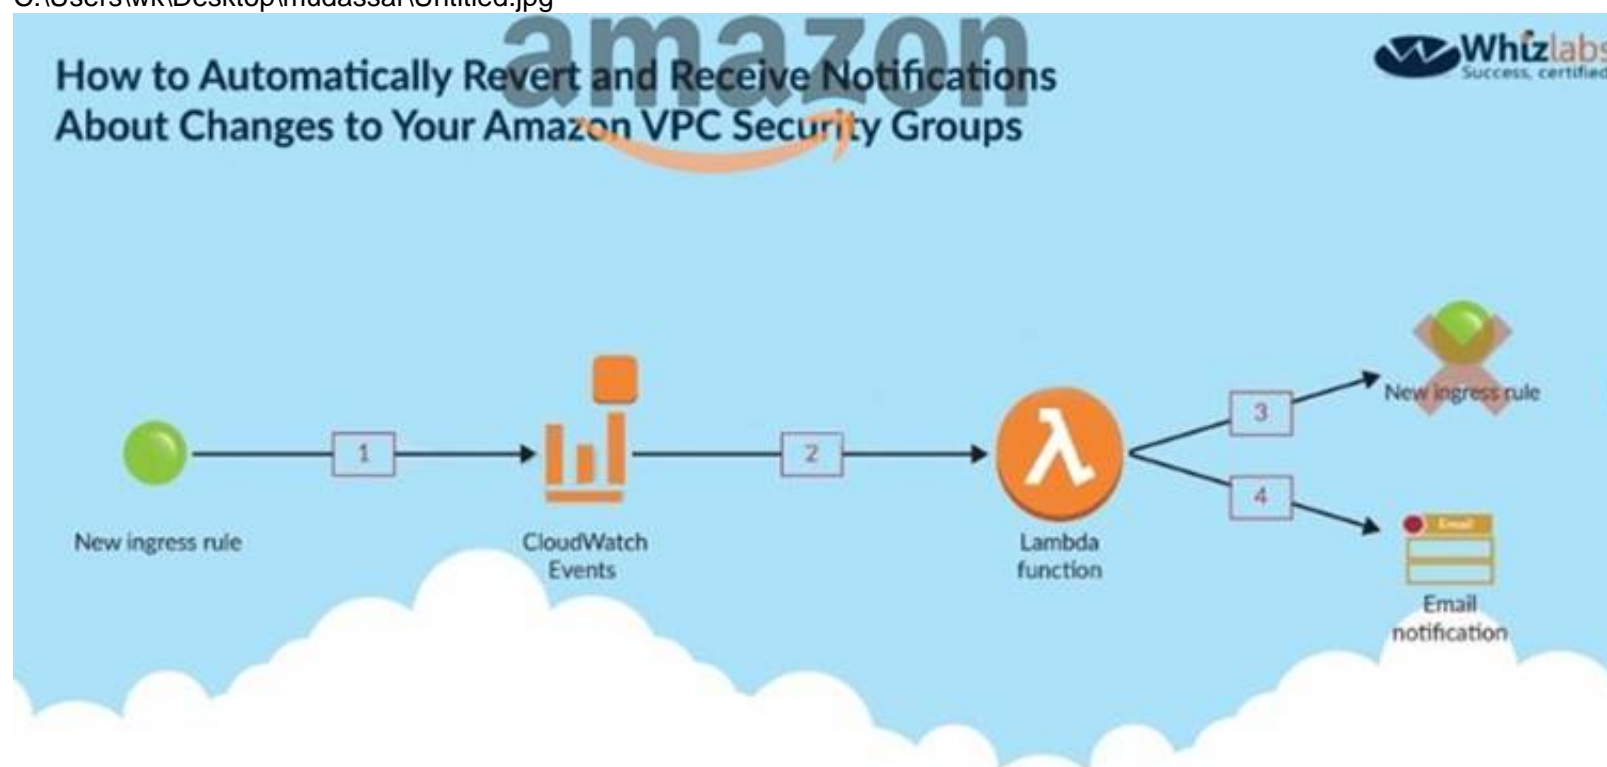 C:\Users\wk\Desktop\mudassar\Untitled.jpg
amazon
How to Automatically Revert and Receive Notifications
About Changes to Your Amazon VPC Security Groups
Whizlabs
Success, certified
1
2
3
4
New ingress rule
CloudWatch
Events
Lambda
function
New ingress rule
Email
Email
notification